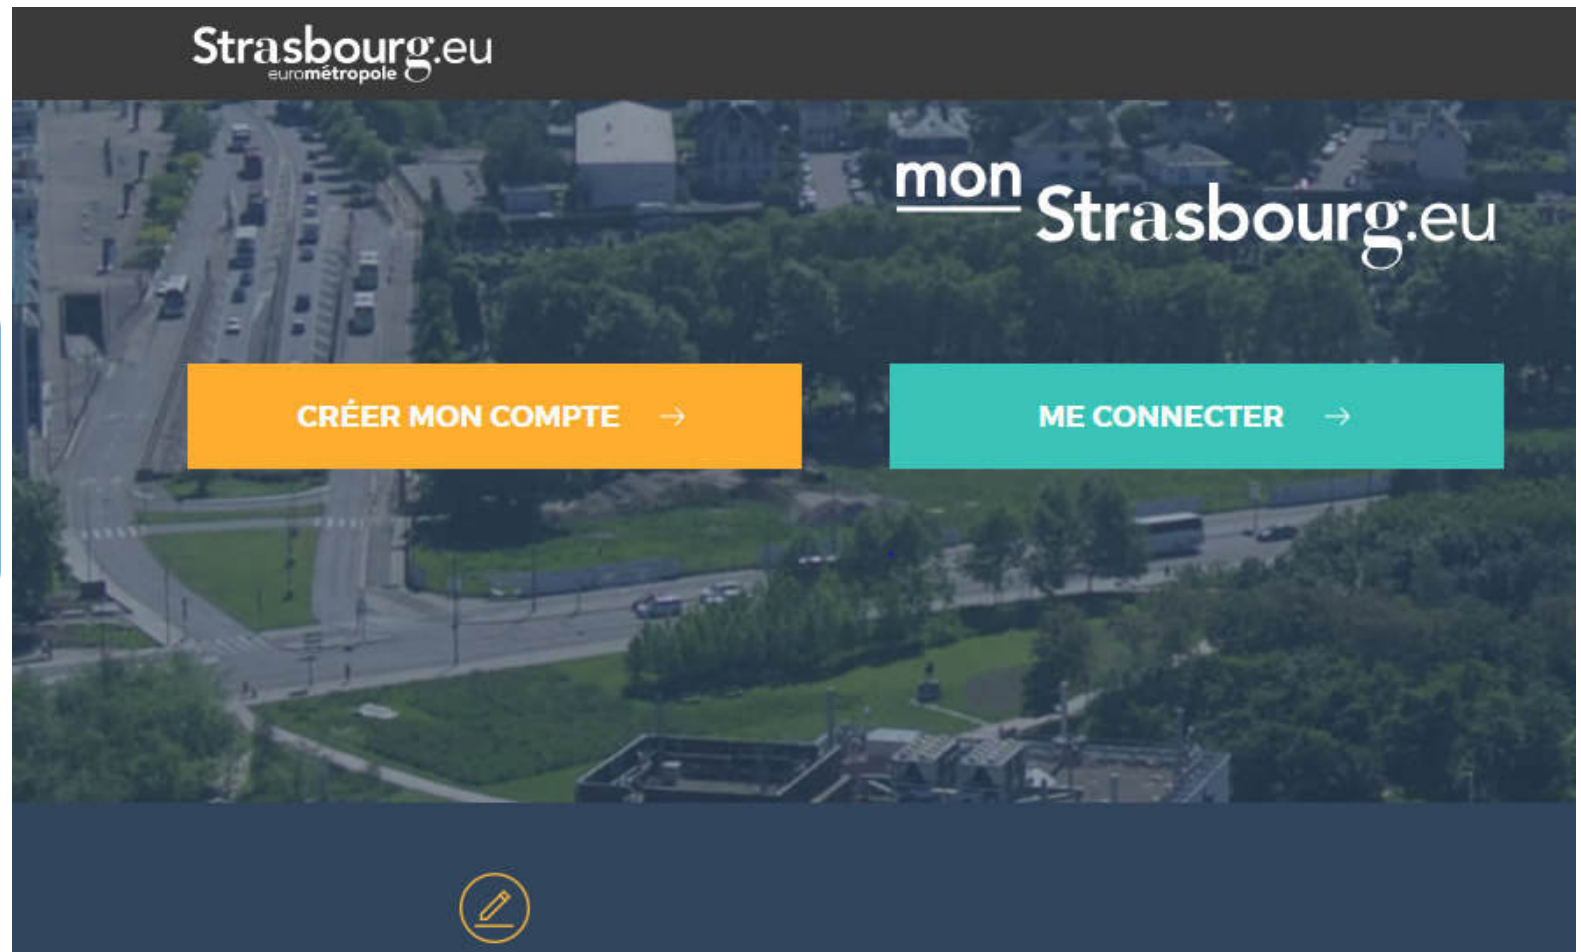 Strasbourg.eu
eurométropole
mon
Strasbourg.eu
CRÉER MON COMPTE →
ME CONNECTER →